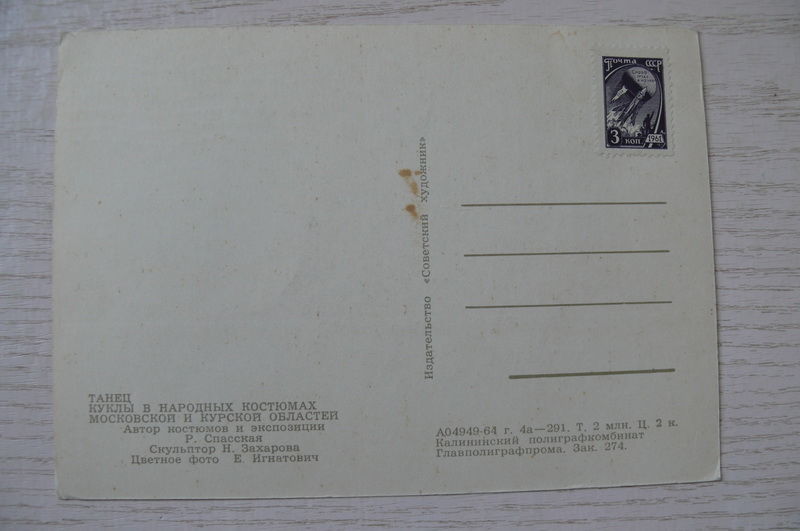 Почта СССР
3 коп.
1961
Издательство «Советский художник»
ТАНЕЦ
КУКЛЫ В НАРОДНЫХ КОСТЮМАХ
МОСКОВСКОЙ И КУРСКОЙ ОБЛАСТЕЙ
Автор костюмов и экспозиции
Р. Спасская
Скульптор Н. Захарова
Цветное фото Е. Игнатович
А04949-64 г. 4а—291. Т. 2 млн. Ц. 2 к.
Калининский полиграфкомбинат
Главполиграфпрома. Зак. 274.